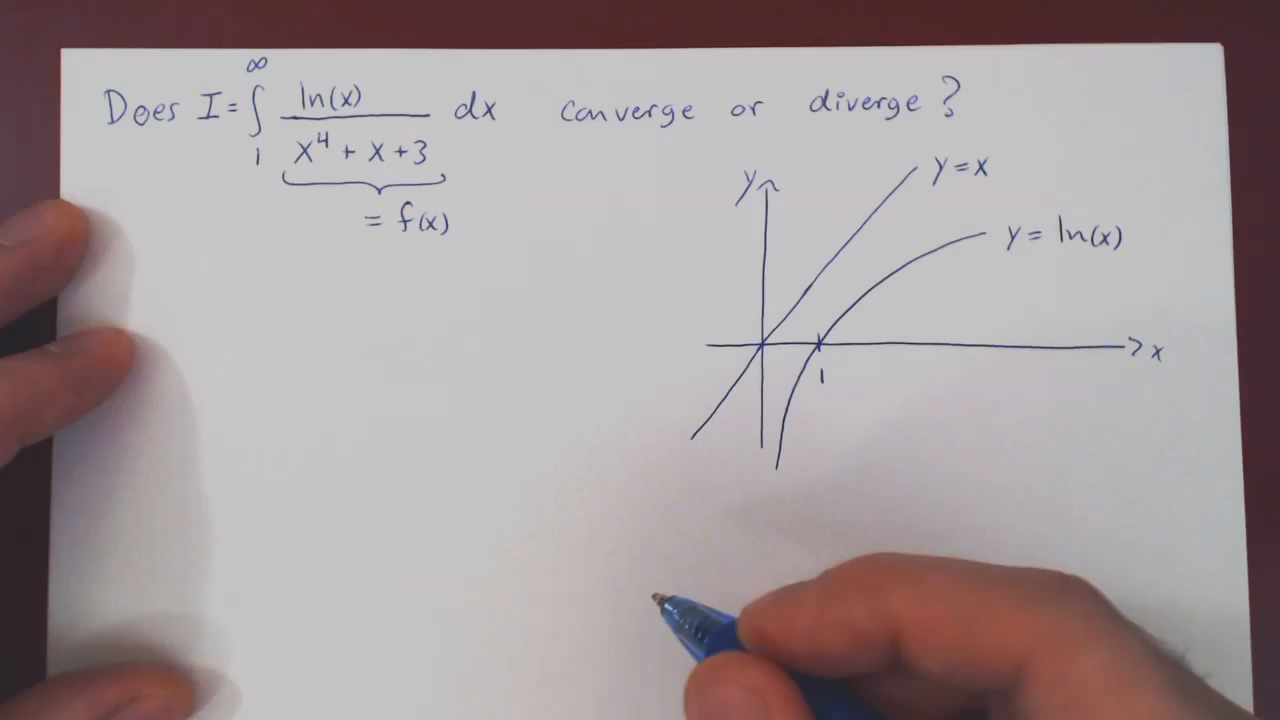 Does I = ∫₁^∞ ln(x) / (x⁴ + x + 3) dx converge or diverge?
= f(x)
y
y = x
y = ln(x)
x
1